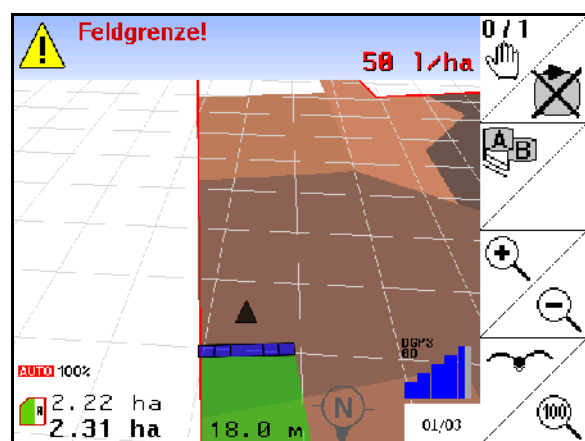 Feldgrenze!
50 l/ha
0 / 1
A
B
DGPS
AUTO 100%
2.22 ha
2.31 ha
18.0 m
N
01/03
100